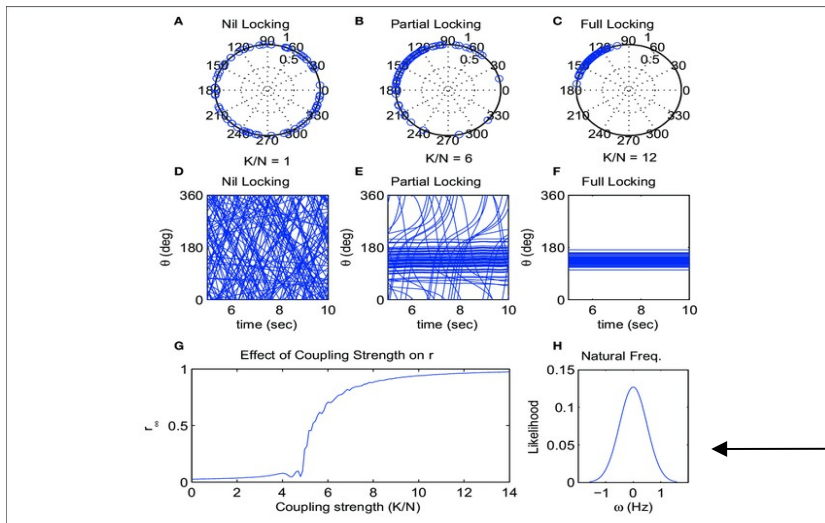 A Nil Locking
B Partial Locking
C Full Locking
90 1
120 60
150 0.5 30
180 0
210 330
240 300
270
90 1
120 60
150 0.5 30
180 0
210 330
240 300
270
90 1
120 60
150 0.5 30
180 0
210 330
240 300
270
K/N = 1
K/N = 6
K/N = 12
D Nil Locking
360
180
0
θ (deg)
6 8 10
time (sec)
E Partial Locking
360
180
0
θ (deg)
6 8 10
time (sec)
F Full Locking
360
180
0
θ (deg)
6 8 10
time (sec)
G Effect of Coupling Strength on r
1
0.5
0
r∞
0 2 4 6 8 10 12 14
Coupling strength (K/N)
H Natural Freq.
0.15
0.1
0.05
0
Likelihood
−1 0 1
ω (Hz)